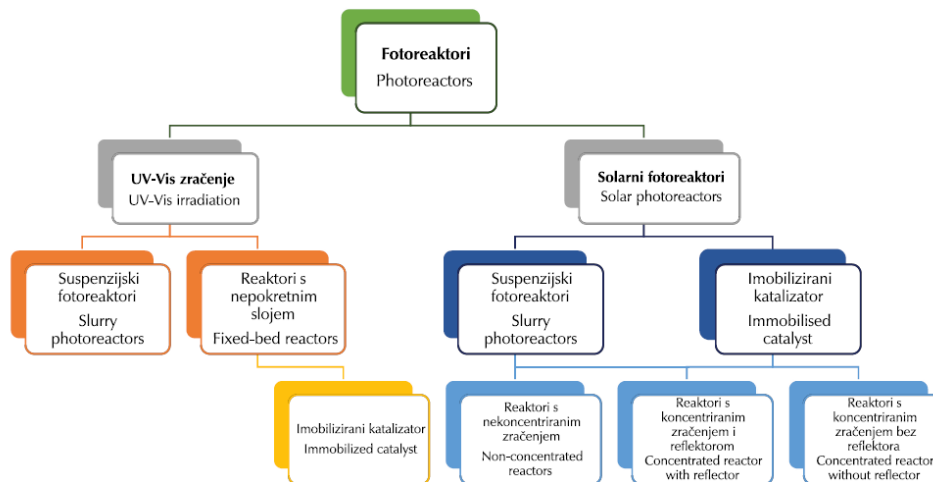 Fotoreaktori
Photoreactors
UV-Vis zračenje
UV-Vis irradiation
Solarni fotoreaktori
Solar photoreactors
Suspenzijski
fotoreaktori
Slurry
photoreactors
Reaktori s
nepokretnim
slojem
Fixed-bed reactors
Suspenzijski
fotoreaktori
Slurry
photoreactors
Imobilizirani
katalizator
Immobilised
catalyst
Imobilizirani katalizator
Immobilized catalyst
Reaktori s
nekoncentriranim
zračenjem
Non-concentrated
reactors
Reaktori s
koncentriranim
zračenjem i
reflektorom
Concentrated reactor
with reflector
Reaktori s
koncentriranim
zračenjem bez
reflektora
Concentrated reactor
without reflector